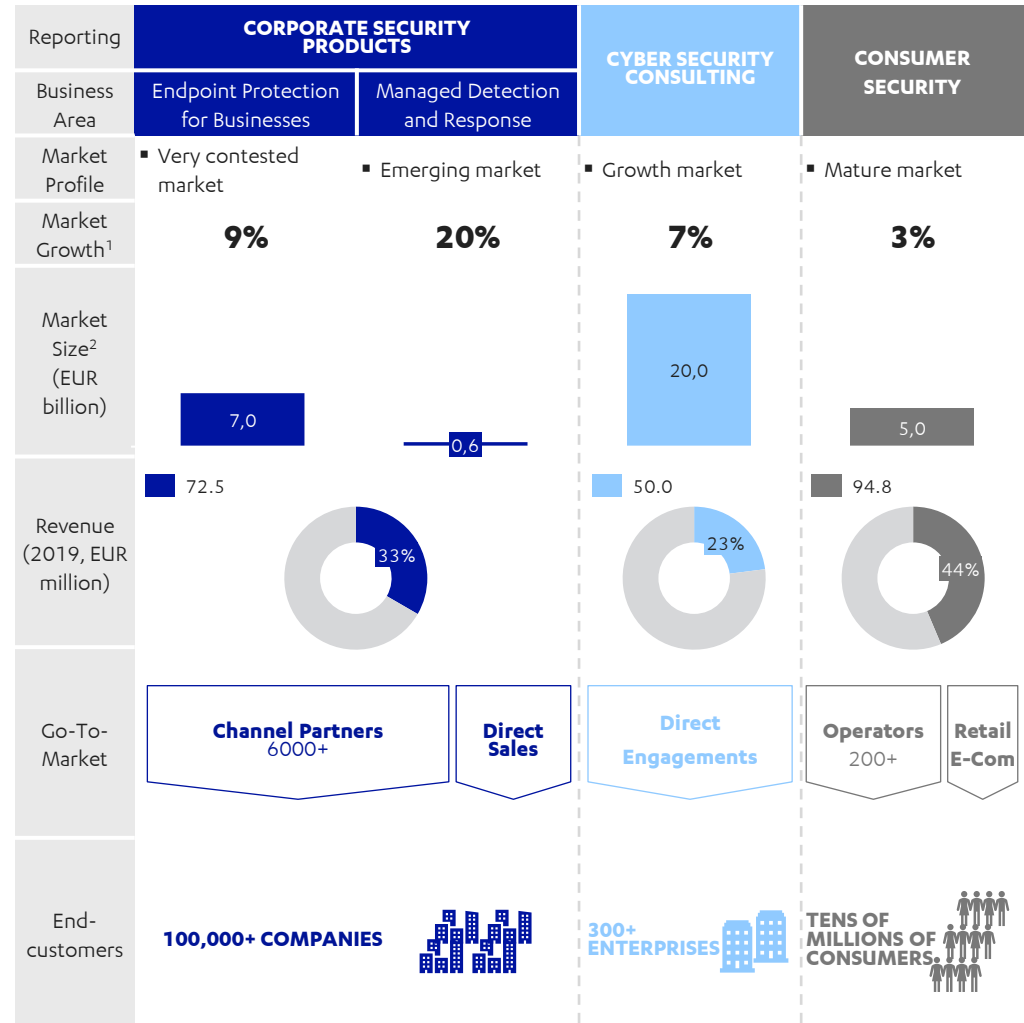 Reporting
CORPORATE SECURITY
PRODUCTS
CYBER SECURITY
CONSULTING
CONSUMER
SECURITY
Business
Area
Endpoint Protection
for Businesses
Managed Detection
and Response
Market
Profile
▪ Very contested
market
▪ Emerging market
▪ Growth market
▪ Mature market
Market
Growth¹
9%
20%
7%
3%
Market
Size²
(EUR
billion)
7,0
0,6
20,0
5,0
Revenue
(2019, EUR
million)
72.5
33%
50.0
23%
94.8
44%
Go-To-
Market
Channel Partners
6000+
Direct
Sales
Direct
Engagements
Operators
200+
Retail
E-Com
End-
customers
100,000+ COMPANIES
300+
ENTERPRISES
TENS OF
MILLIONS OF
CONSUMERS